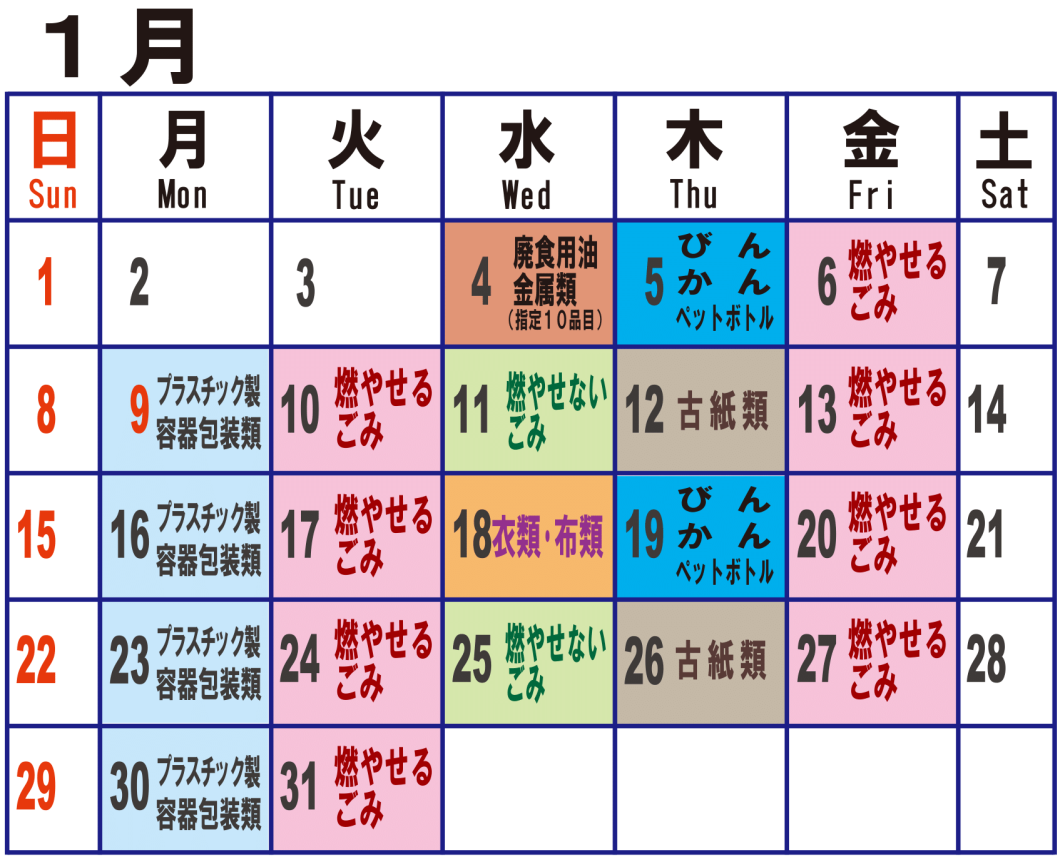 1月
日 月 火 水 木 金 土
Sun Mon Tue Wed Thu Fri Sat
1
2
3
4 廃食用油
金属類
(指定10品目)
5 びん
かん
ペットボトル
6 燃やせる
ごみ
7
8
9 プラスチック製
容器包装類
10 燃やせる
ごみ
11 燃やせない
ごみ
12 古紙類
13 燃やせる
ごみ
14
15
16 プラスチック製
容器包装類
17 燃やせる
ごみ
18 衣類・布類
19 びん
かん
ペットボトル
20 燃やせる
ごみ
21
22
23 プラスチック製
容器包装類
24 燃やせる
ごみ
25 燃やせない
ごみ
26 古紙類
27 燃やせる
ごみ
28
29
30 プラスチック製
容器包装類
31 燃やせる
ごみ